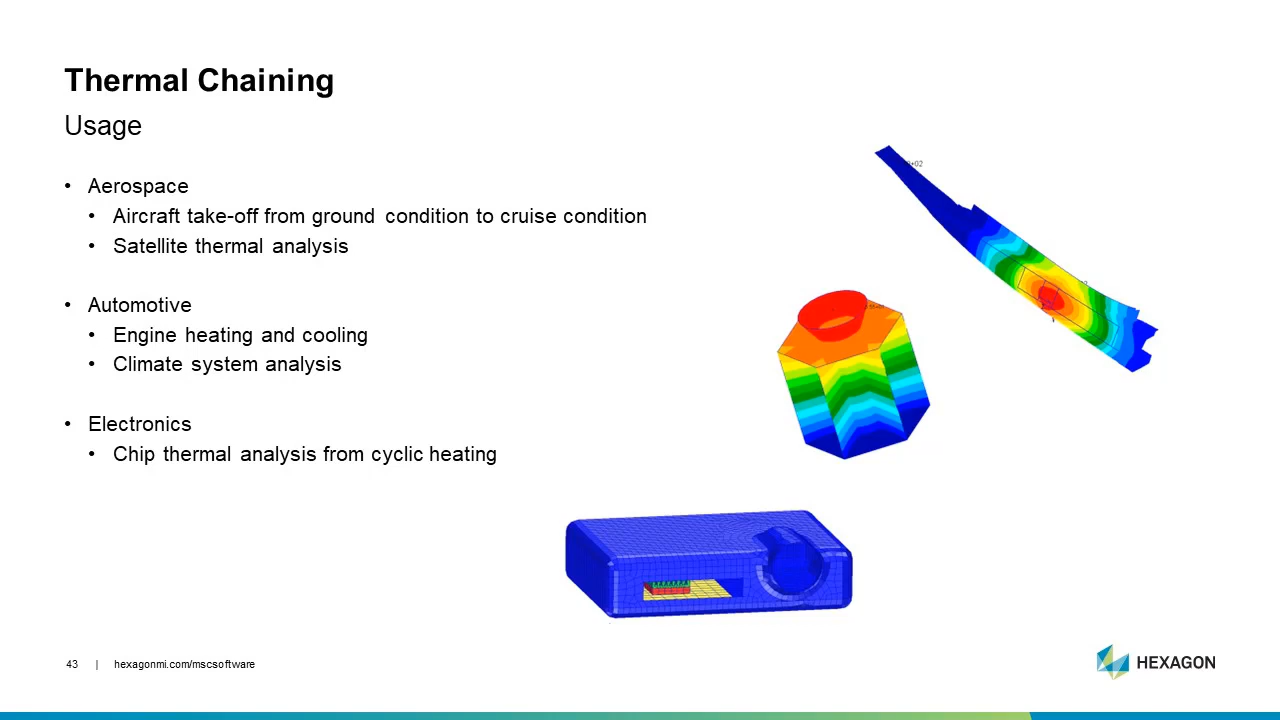 Thermal Chaining
Usage
• Aerospace
• Aircraft take-off from ground condition to cruise condition
• Satellite thermal analysis
• Automotive
• Engine heating and cooling
• Climate system analysis
• Electronics
• Chip thermal analysis from cyclic heating
43 | hexagonmi.com/mscsoftware
HEXAGON